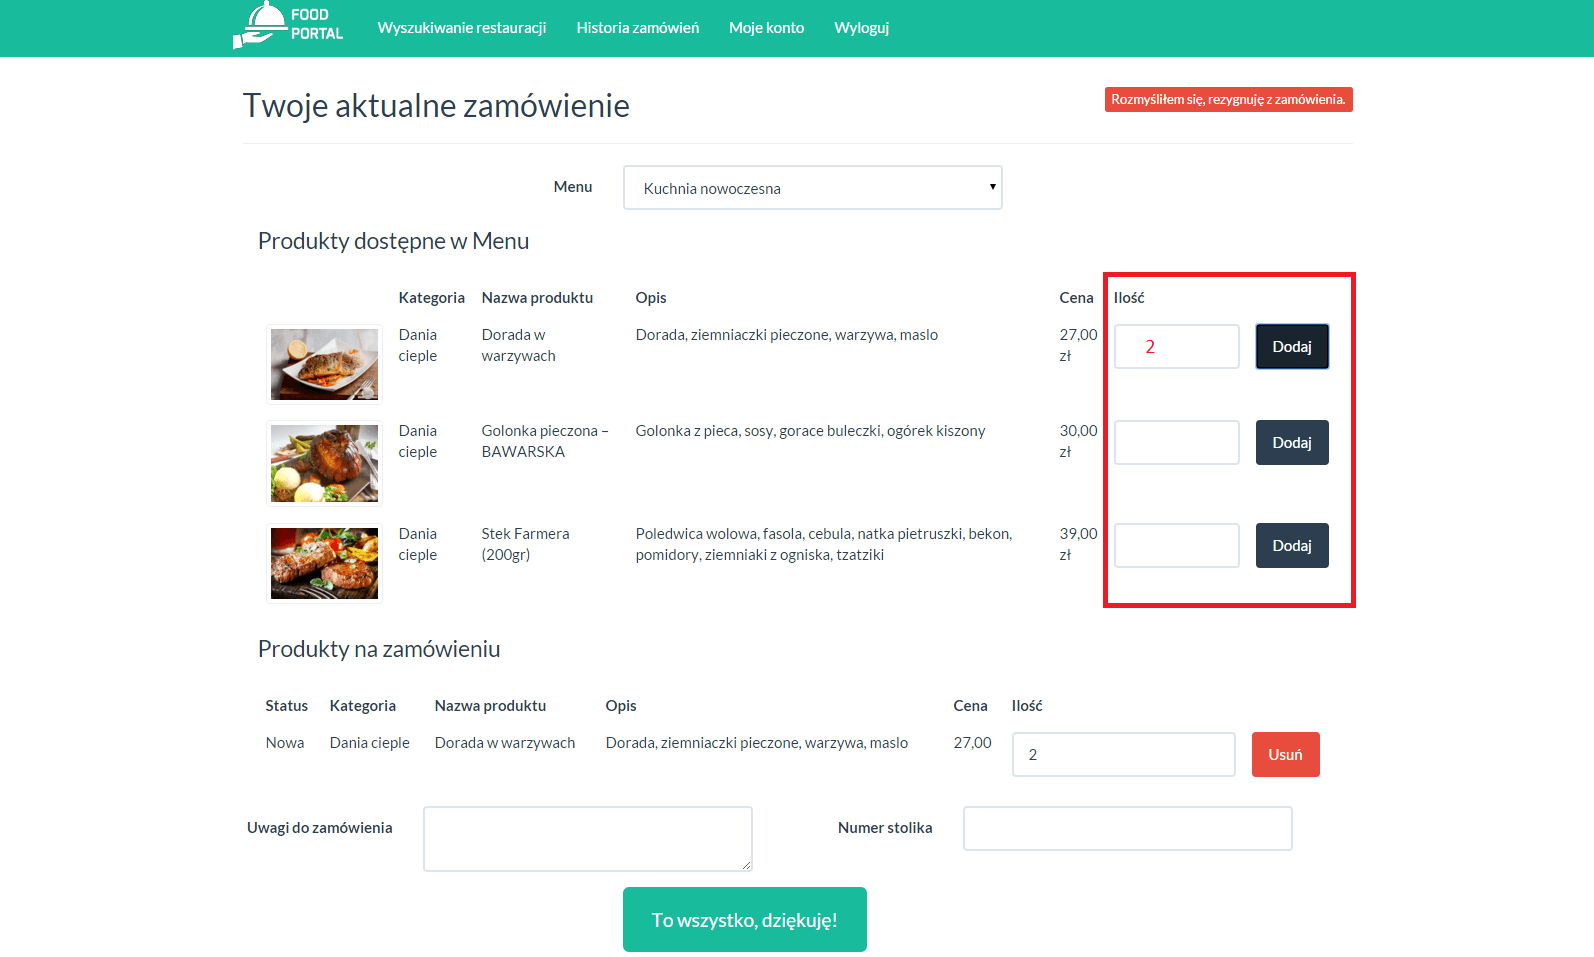 FOOD
PORTAL
Wyszukiwanie restauracji Historia zamówień Moje konto Wyloguj
Twoje aktualne zamówienie
Rozmyśliłem się, rezygnuję z zamówienia.
Menu Kuchnia nowoczesna
Produkty dostępne w Menu
Kategoria Nazwa produktu Opis Cena Ilość
Dania cieple Dorada w warzywach Dorada, ziemniaczki pieczone, warzywa, maslo 27,00 zł 2 Dodaj
Dania cieple Golonka pieczona – BAWARSKA Golonka z pieca, sosy, gorace buleczki, ogórek kiszony 30,00 zł Dodaj
Dania cieple Stek Farmera (200gr) Poledwica wolowa, fasola, cebula, natka pietruszki, bekon, pomidory, ziemniaki z ogniska, tzatziki 39,00 zł Dodaj
Produkty na zamówieniu
Status Kategoria Nazwa produktu Opis Cena Ilość
Nowa Dania cieple Dorada w warzywach Dorada, ziemniaczki pieczone, warzywa, maslo 27,00 2 Usuń
Uwagi do zamówienia Numer stolika
To wszystko, dziękuję!